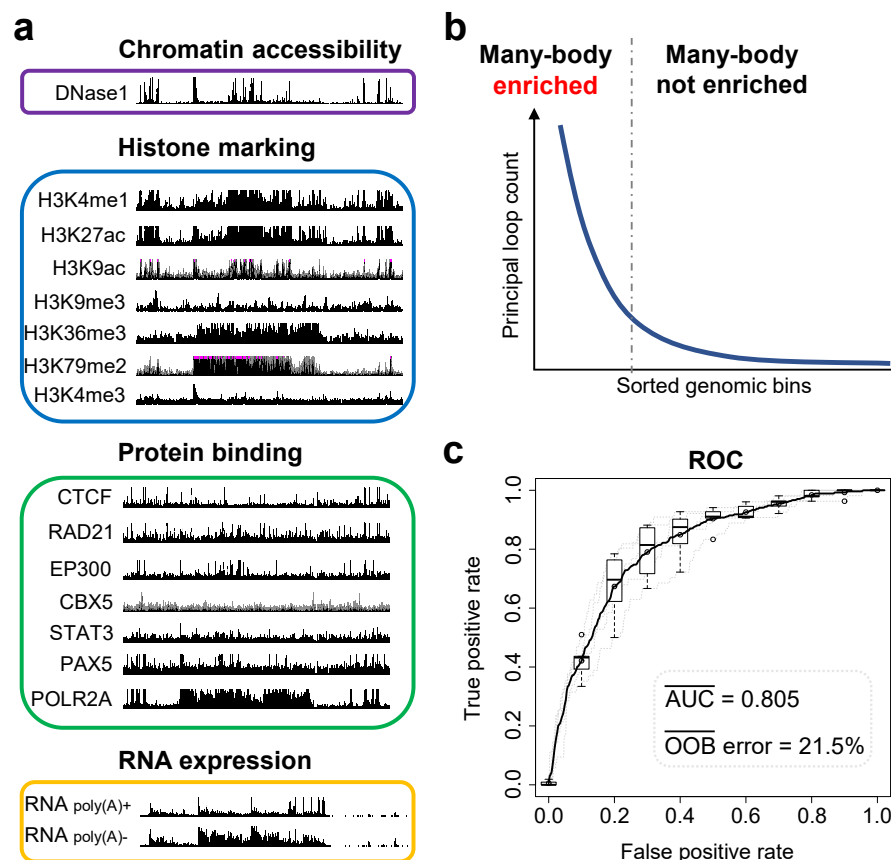 a
Chromatin accessibility
DNase1
Histone marking
H3K4me1
H3K27ac
H3K9ac
H3K9me3
H3K36me3
H3K79me2
H3K4me3
Protein binding
CTCF
RAD21
EP300
CBX5
STAT3
PAX5
POLR2A
RNA expression
RNA poly(A)+
RNA poly(A)-
b
Many-body
enriched
Many-body
not enriched
Principal loop count
Sorted genomic bins
c
ROC
True positive rate
1.0
0.8
0.6
0.4
0.2
0.0
AUC = 0.805
OOB error = 21.5%
0.0 0.2 0.4 0.6 0.8 1.0
False positive rate